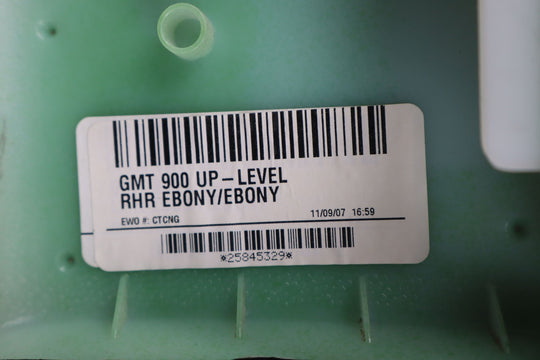 GMT 900 UP-LEVEL
RHR EBONY/EBONY
EWO #: CTCNG 11/09/07 16:59
*25845329*